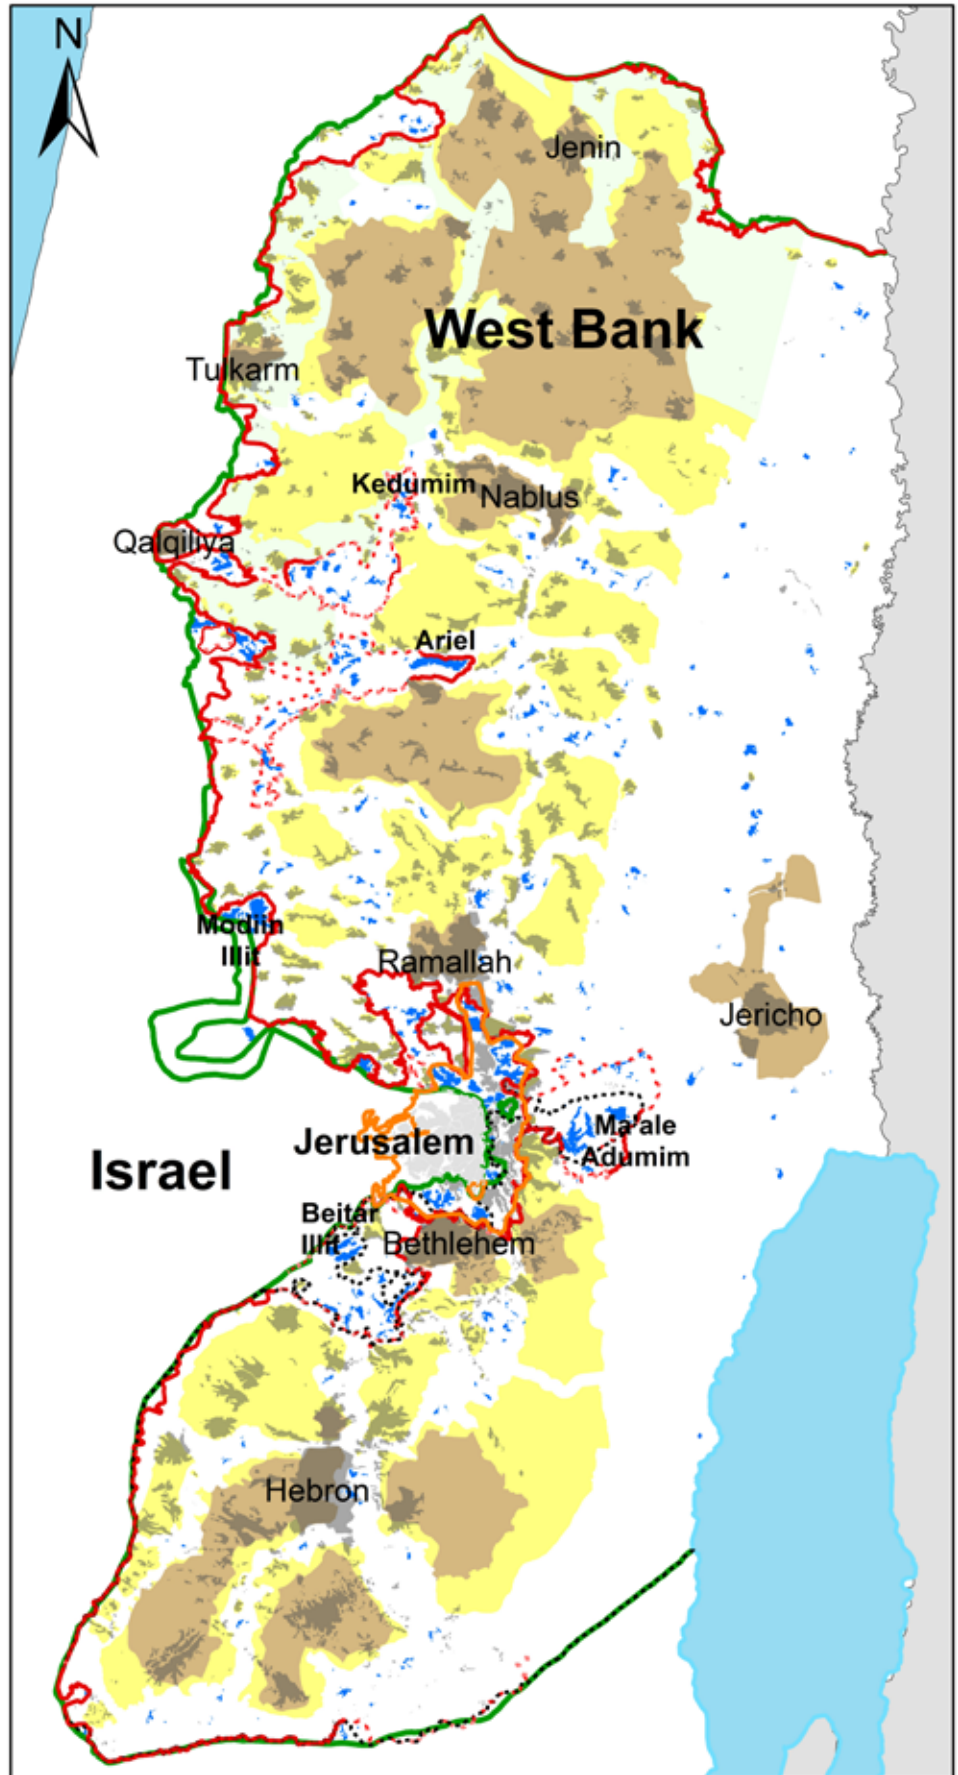 N
Jenin
West Bank
Tulkarm
Kedumim
Nablus
Qalqiliya
Ariel
Modiin
Illit
Ramallah
Jericho
Jerusalem
Ma'ale
Adumim
Israel
Beitar
Illit
Bethlehem
Hebron